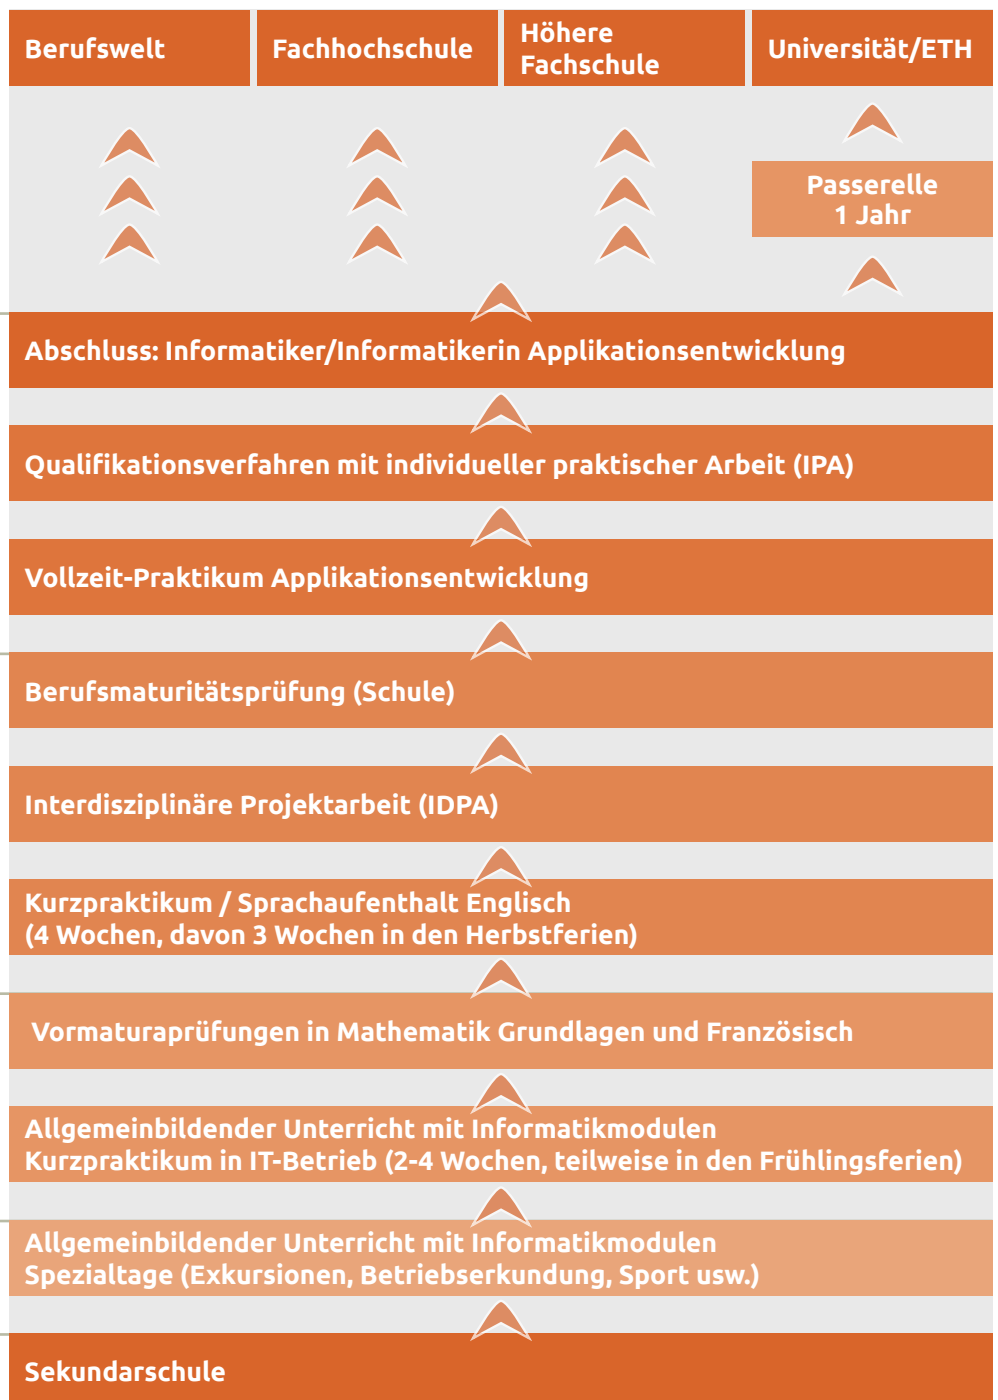 Berufswelt
Fachhochschule
Höhere
Fachschule
Universität/ETH
Passerelle
1 Jahr
Abschluss: Informatiker/Informatikerin Applikationsentwicklung
Qualifikationsverfahren mit individueller praktischer Arbeit (IPA)
Vollzeit-Praktikum Applikationsentwicklung
Berufsmaturitätsprüfung (Schule)
Interdisziplinäre Projektarbeit (IDPA)
Kurzpraktikum / Sprachaufenthalt Englisch
(4 Wochen, davon 3 Wochen in den Herbstferien)
Vormaturaprüfungen in Mathematik Grundlagen und Französisch
Allgemeinbildender Unterricht mit Informatikmodulen
Kurzpraktikum in IT-Betrieb (2-4 Wochen, teilweise in den Frühlingsferien)
Allgemeinbildender Unterricht mit Informatikmodulen
Spezialtage (Exkursionen, Betriebserkundung, Sport usw.)
Sekundarschule